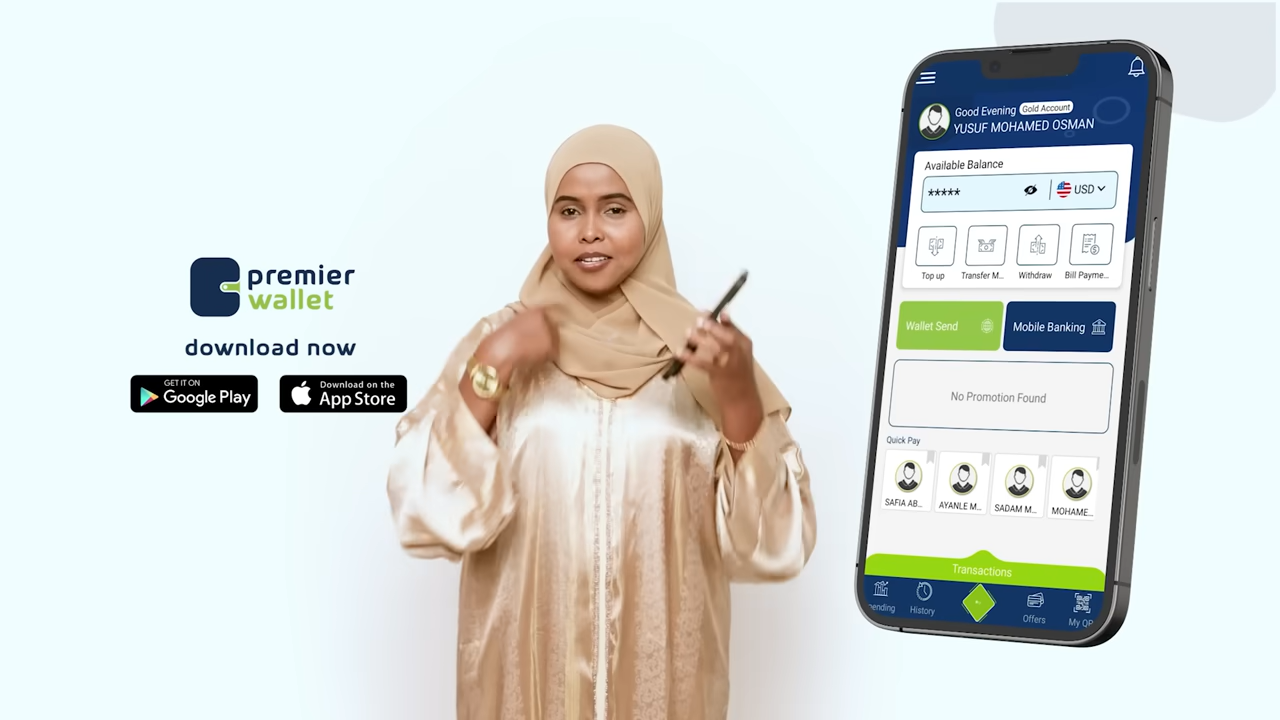 premier
wallet
download now
GET IT ON
Google Play
Download on the
App Store
Good Evening Gold Account
YUSUF MOHAMED OSMAN
Available Balance
***** USD
Top up Transfer M... Withdraw Bill Payme...
Wallet Send Mobile Banking
No Promotion Found
Quick Pay
SAFIA AB... AYANLE M... SADAM M... MOHAME...
Transactions
ending History Offers My QR